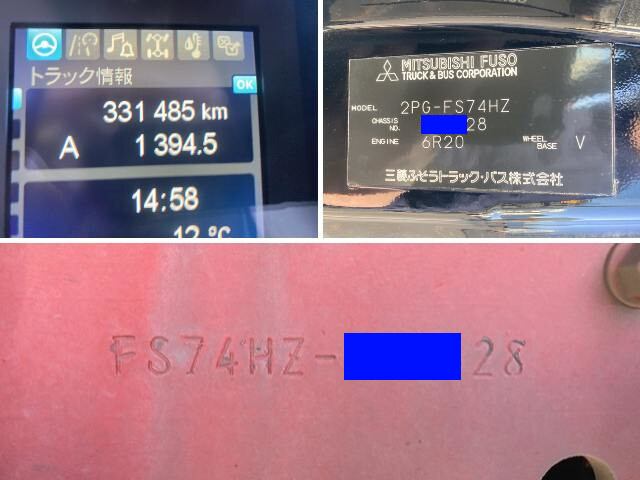 トラック情報
OK
331 485 km
A 1 394.5
14:58
12 °C
MITSUBISHI FUSO
TRUCK & BUS CORPORATION
MODEL 2PG-FS74HZ
CHASSIS NO. 28
ENGINE 6R20 WHEEL BASE V
三菱ふそうトラック・バス株式会社
FS74HZ- 28